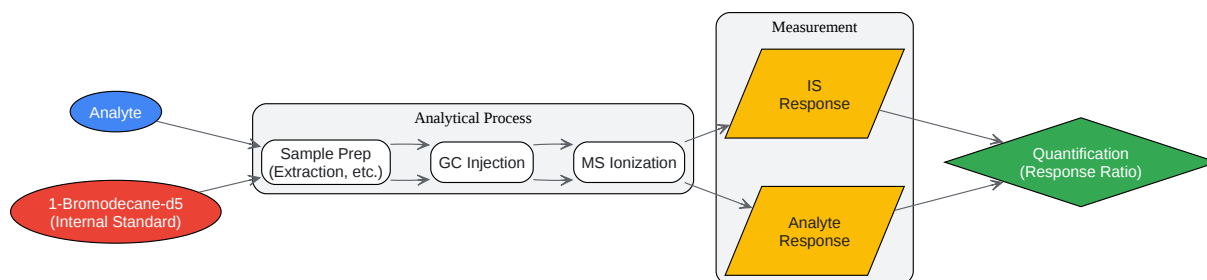 Analyte
1-Bromodecane-d5
(Internal Standard)
Analytical Process
Sample Prep
(Extraction, etc.)
GC Injection
MS Ionization
Measurement
IS
Response
Analyte
Response
Quantification
(Response Ratio)